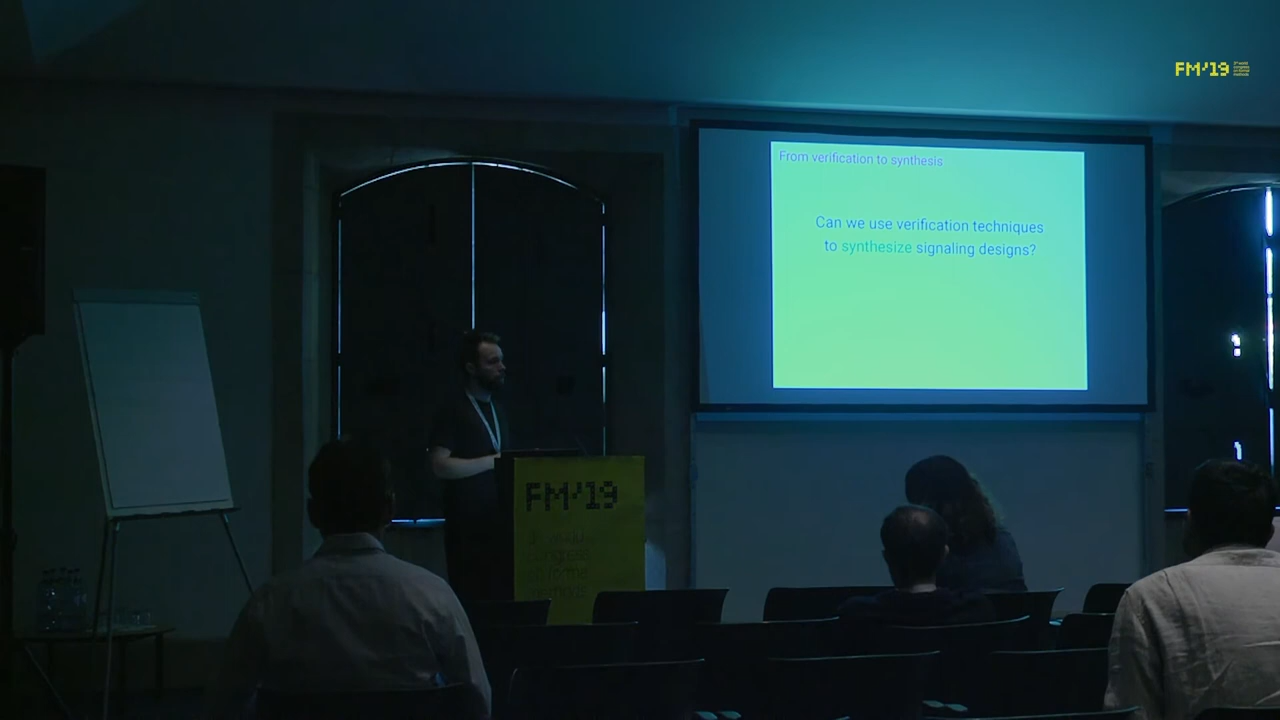 FM'19
From verification to synthesis
Can we use verification techniques
to synthesize signaling designs?
FM'19